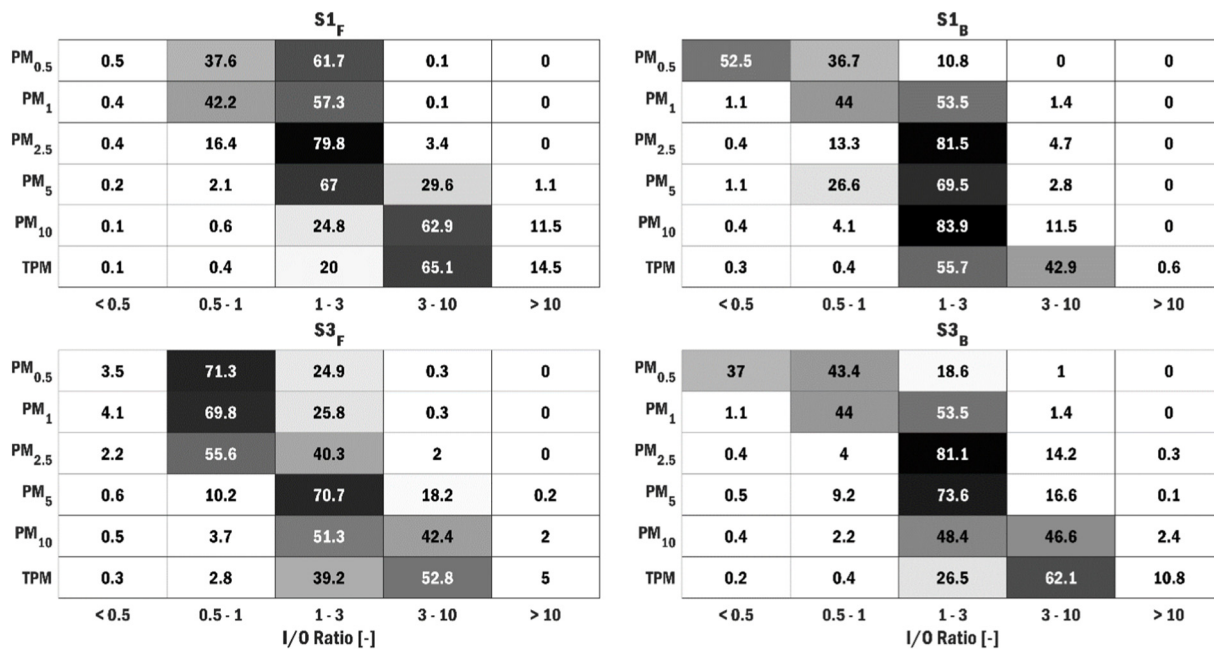 S1F
PM0.5 0.5 37.6 61.7 0.1 0
PM1 0.4 42.2 57.3 0.1 0
PM2.5 0.4 16.4 79.8 3.4 0
PM5 0.2 2.1 67 29.6 1.1
PM10 0.1 0.6 24.8 62.9 11.5
TPM 0.1 0.4 20 65.1 14.5
< 0.5 0.5 - 1 1 - 3 3 - 10 > 10
S1B
PM0.5 52.5 36.7 10.8 0 0
PM1 1.1 44 53.5 1.4 0
PM2.5 0.4 13.3 81.5 4.7 0
PM5 1.1 26.6 69.5 2.8 0
PM10 0.4 4.1 83.9 11.5 0
TPM 0.3 0.4 55.7 42.9 0.6
< 0.5 0.5 - 1 1 - 3 3 - 10 > 10
S3F
PM0.5 3.5 71.3 24.9 0.3 0
PM1 4.1 69.8 25.8 0.3 0
PM2.5 2.2 55.6 40.3 2 0
PM5 0.6 10.2 70.7 18.2 0.2
PM10 0.5 3.7 51.3 42.4 2
TPM 0.3 2.8 39.2 52.8 5
< 0.5 0.5 - 1 1 - 3 3 - 10 > 10
I/O Ratio [-]
S3B
PM0.5 37 43.4 18.6 1 0
PM1 1.1 44 53.5 1.4 0
PM2.5 0.4 4 81.1 14.2 0.3
PM5 0.5 9.2 73.6 16.6 0.1
PM10 0.4 2.2 48.4 46.6 2.4
TPM 0.2 0.4 26.5 62.1 10.8
< 0.5 0.5 - 1 1 - 3 3 - 10 > 10
I/O Ratio [-]